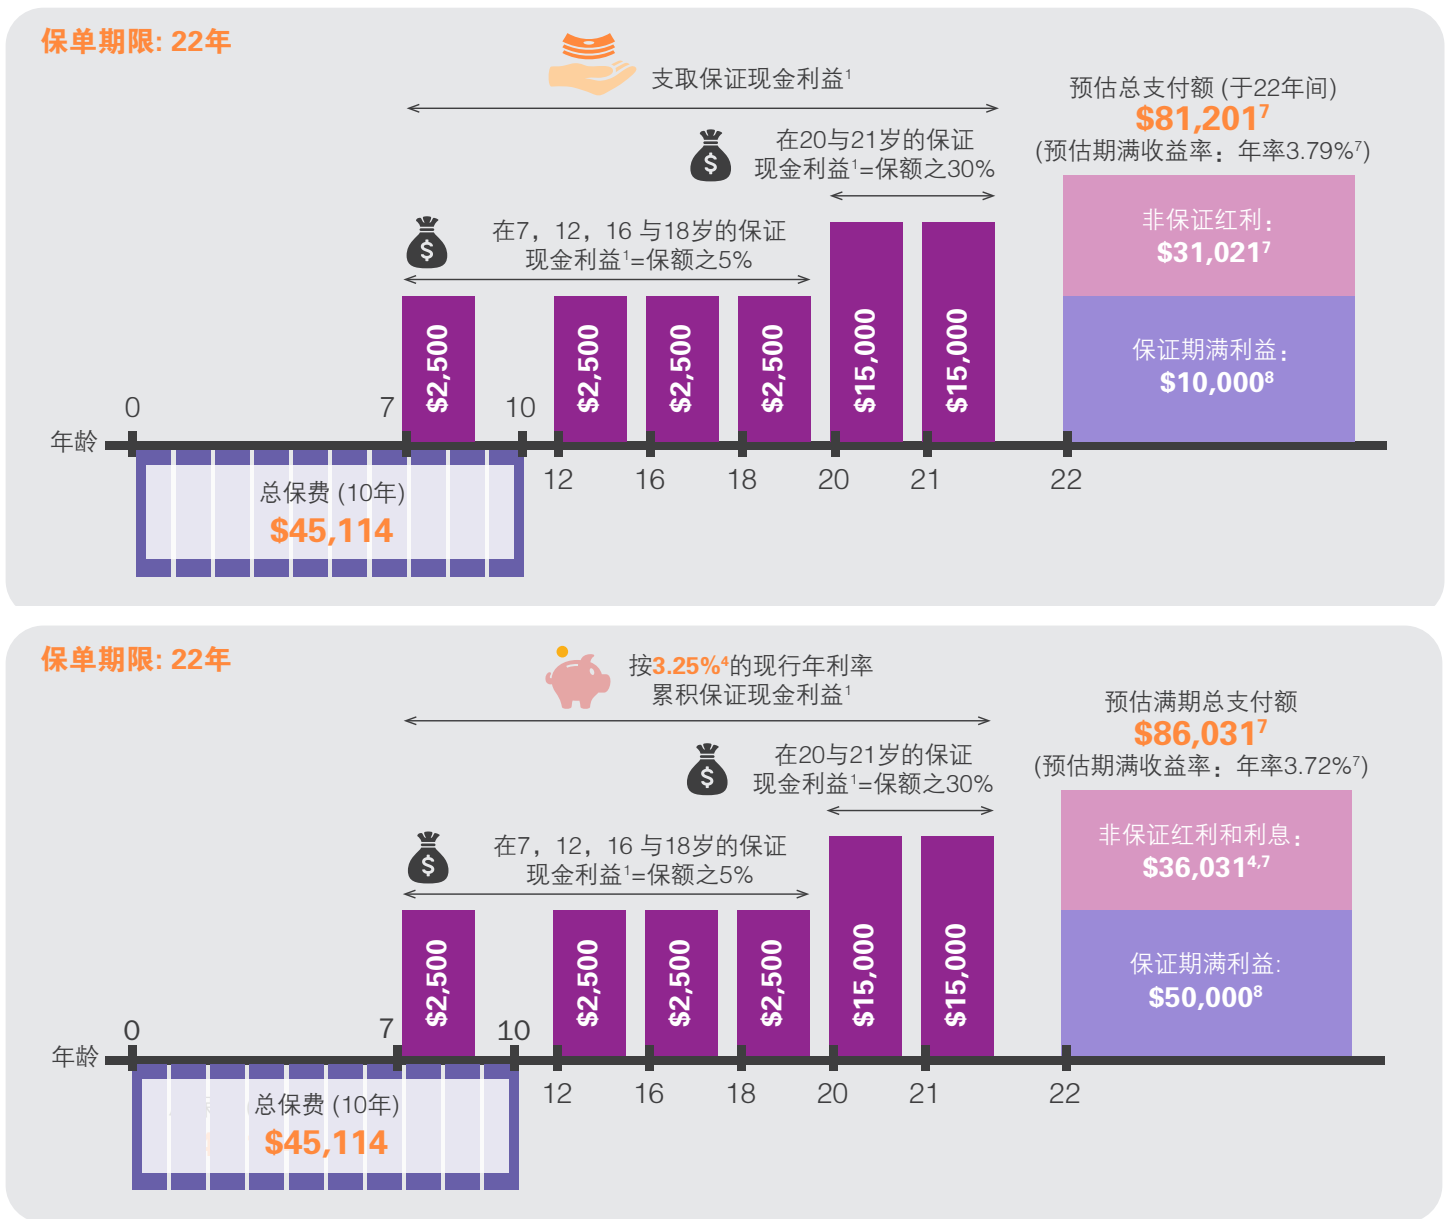 保单期限: 22年
支取保证现金利益1
预估总支付额 (于22年间)
$81,2017
(预估期满收益率：年率3.79%7)
在20与21岁的保证
现金利益1=保额之30%
在7，12，16 与18岁的保证
现金利益1=保额之5%
非保证红利：
$31,0217
保证期满利益：
$10,0008
$2,500
$2,500
$2,500
$2,500
$15,000
$15,000
0
7
10
年龄
12
16
18
20
21
22
总保费 (10年)
$45,114
保单期限: 22年
按3.25%4的现行年利率
累积保证现金利益1
预估满期总支付额
$86,0317
(预估期满收益率：年率3.72%7)
在20与21岁的保证
现金利益1=保额之30%
在7，12，16 与18岁的保证
现金利益1=保额之5%
非保证红利和利息：
$36,0314,7
保证期满利益:
$50,0008
$2,500
$2,500
$2,500
$2,500
$15,000
$15,000
0
7
10
年龄
12
16
18
20
21
22
总保费 (10年)
$45,114